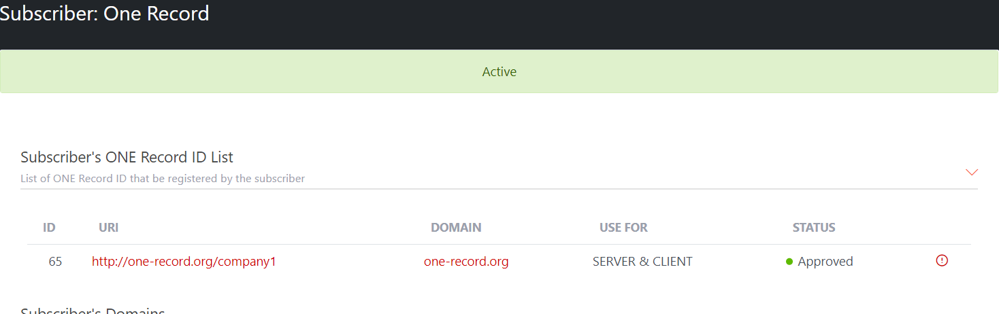 Subscriber: One Record
Active
Subscriber's ONE Record ID List
List of ONE Record ID that be registered by the subscriber
ID URI DOMAIN USE FOR STATUS
65 http://one-record.org/company1 one-record.org SERVER & CLIENT Approved
Subscriber's Domains